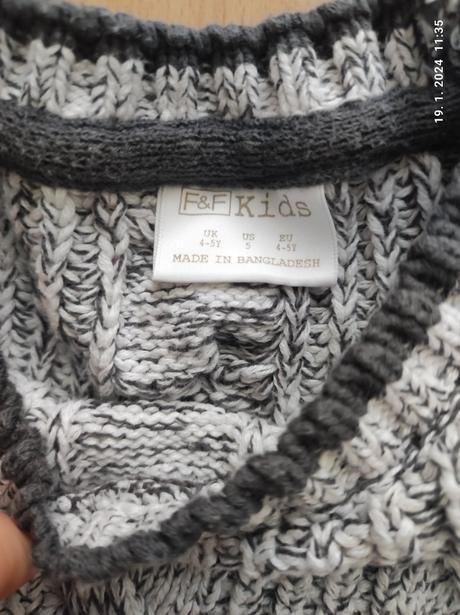 19. 1. 2024 11:35
F&F Kids
UK US EU
4-5Y 5 4-5Y
MADE IN BANGLADESH